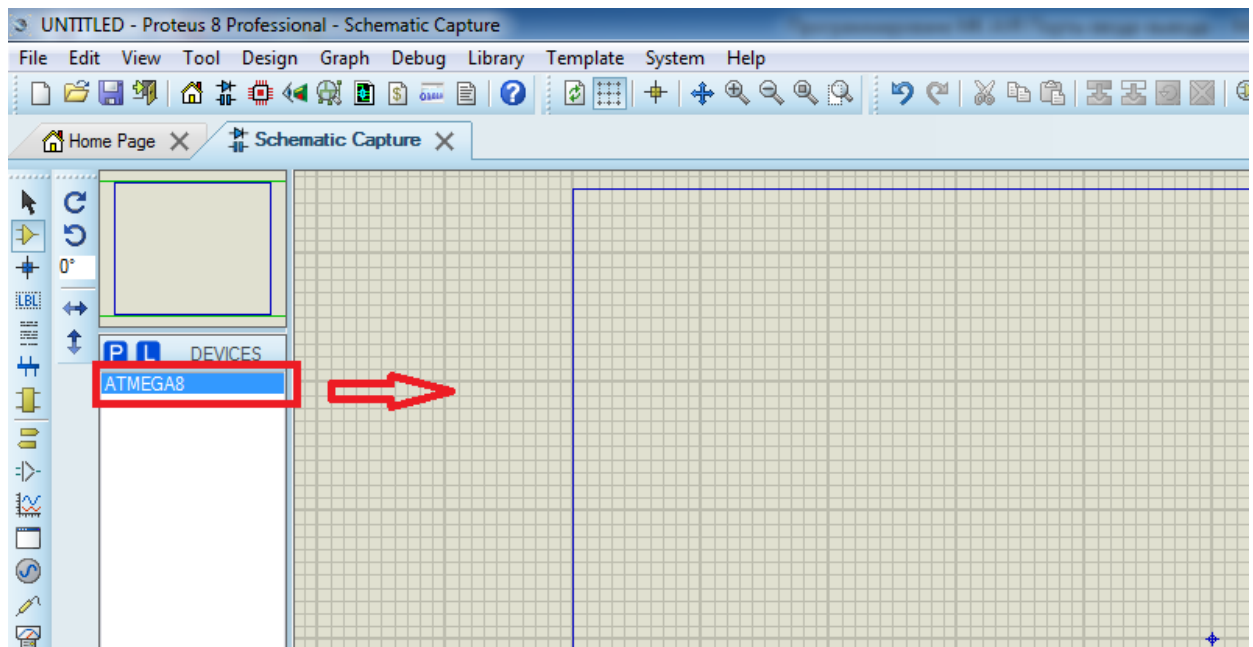 UNTITLED - Proteus 8 Professional - Schematic Capture
File Edit View Tool Design Graph Debug Library Template System Help
Home Page Schematic Capture
0°
LBL
P L DEVICES
ATMEGA8